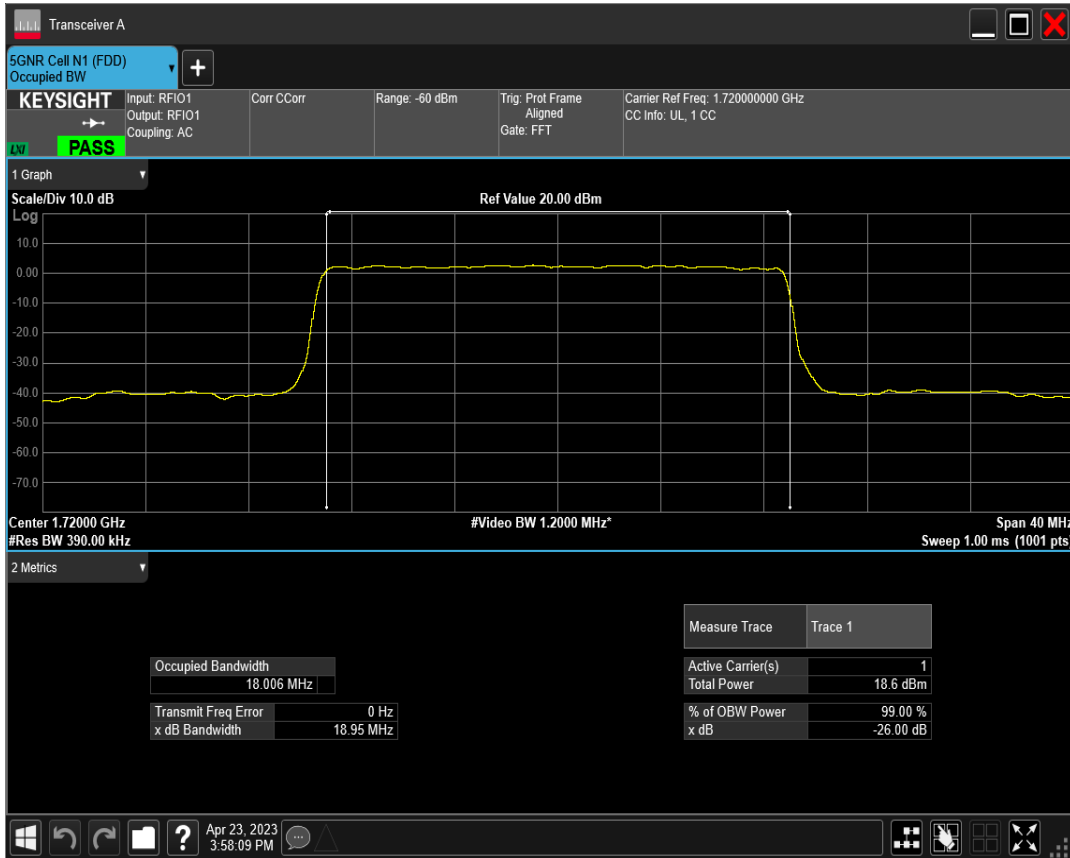 Transceiver A
5GNR Cell N1 (FDD)
Occupied BW
+
KEYSIGHT
LXI
PASS
Input: RFIO1
Output: RFIO1
Coupling: AC
Corr CCorr
Range: -60 dBm
Trig: Prot Frame
Aligned
Gate: FFT
Carrier Ref Freq: 1.720000000 GHz
CC Info: UL, 1 CC
1 Graph
Scale/Div 10.0 dB
Ref Value 20.00 dBm
Log
10.0
0.00
-10.0
-20.0
-30.0
-40.0
-50.0
-60.0
-70.0
Center 1.72000 GHz
#Video BW 1.2000 MHz*
Span 40 MHz
#Res BW 390.00 kHz
Sweep 1.00 ms (1001 pts)
2 Metrics
Measure Trace Trace 1
Occupied Bandwidth
18.006 MHz
Transmit Freq Error 0 Hz
x dB Bandwidth 18.95 MHz
Active Carrier(s) 1
Total Power 18.6 dBm
% of OBW Power 99.00 %
x dB -26.00 dB
?
Apr 23, 2023
3:58:09 PM